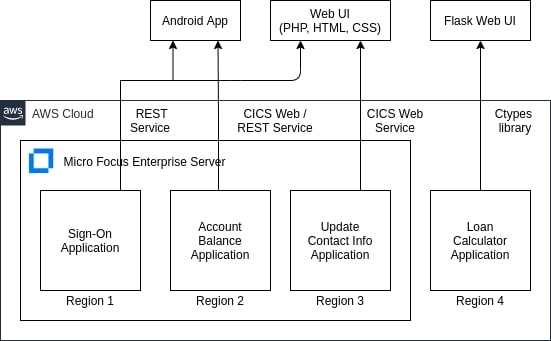 Android App
Web UI
(PHP, HTML, CSS)
Flask Web UI
aws
AWS Cloud
REST
Service
CICS Web /
REST Service
CICS Web
Service
Ctypes
library
Micro Focus Enterprise Server
Sign-On
Application
Account
Balance
Application
Update
Contact Info
Application
Loan
Calculator
Application
Region 1
Region 2
Region 3
Region 4